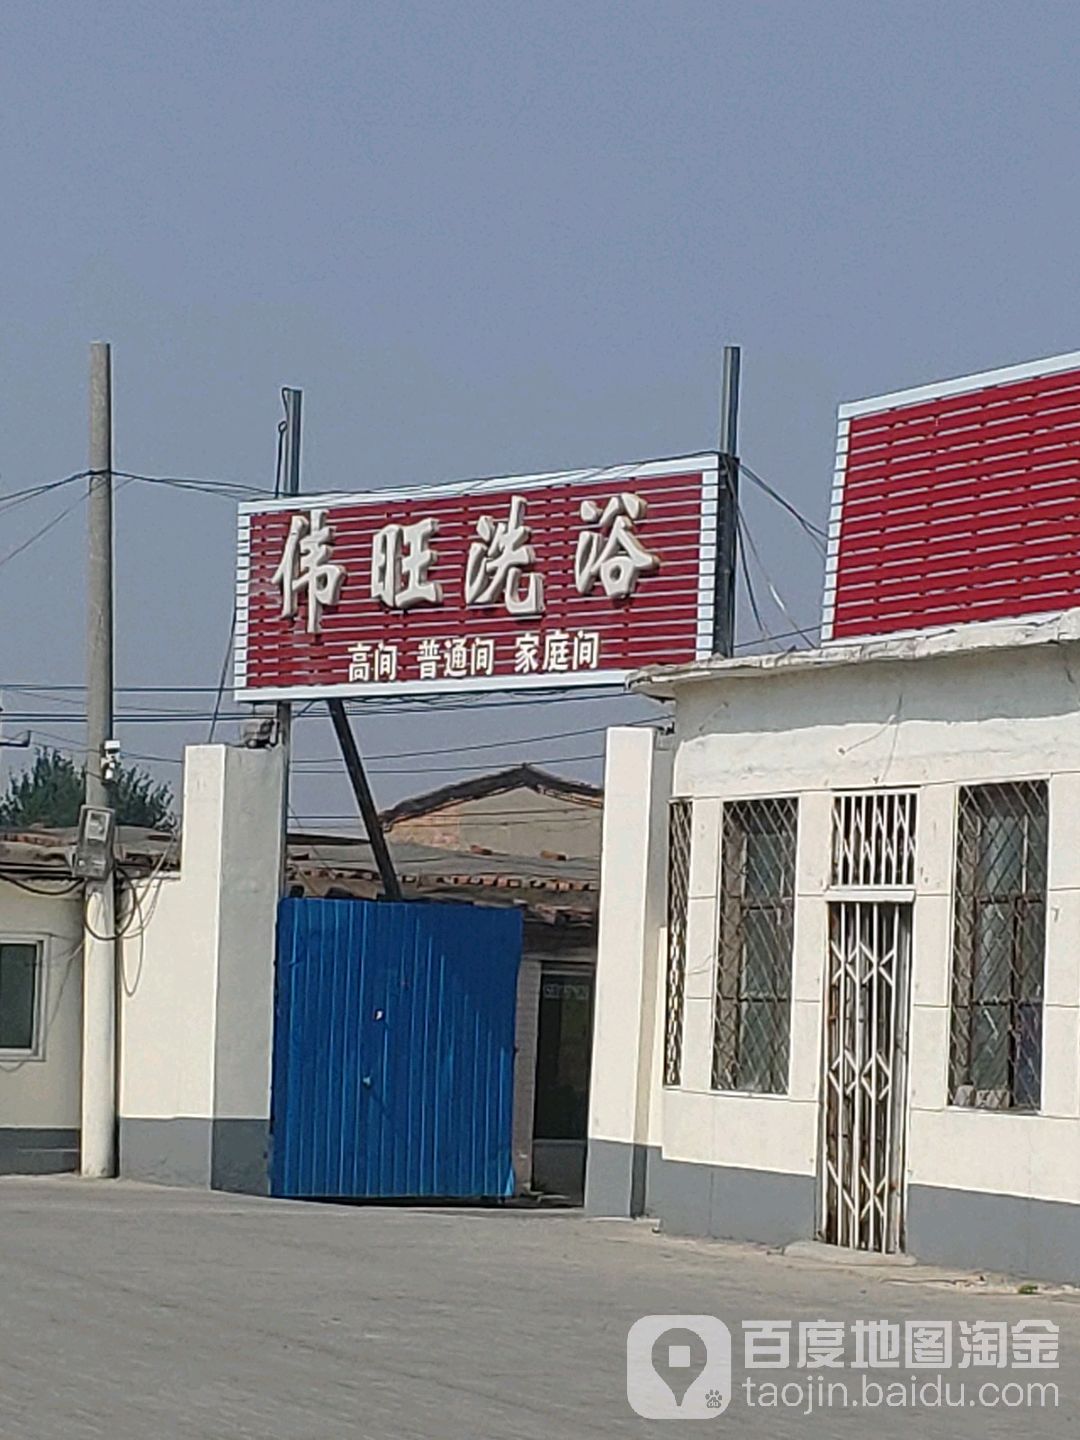 伟旺洗浴
高间 普通间 家庭间
百度地图淘金
taojin.baidu.com